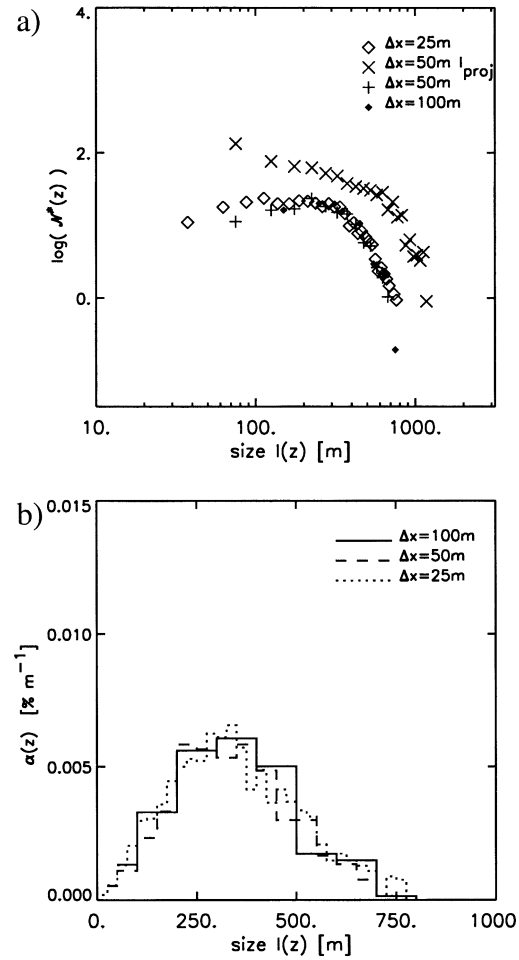 a)
4.
2.
0.
log( 𝒩*(z) )
◇ Δx=25m
× Δx=50m l_proj
+ Δx=50m
◆ Δx=100m
10. 100. 1000.
size l(z) [m]
b)
0.015
0.010
0.005
0.000
α(z) [% m⁻¹]
Δx=100m
Δx=50m
Δx=25m
0. 250. 500. 750. 1000
size l(z) [m]